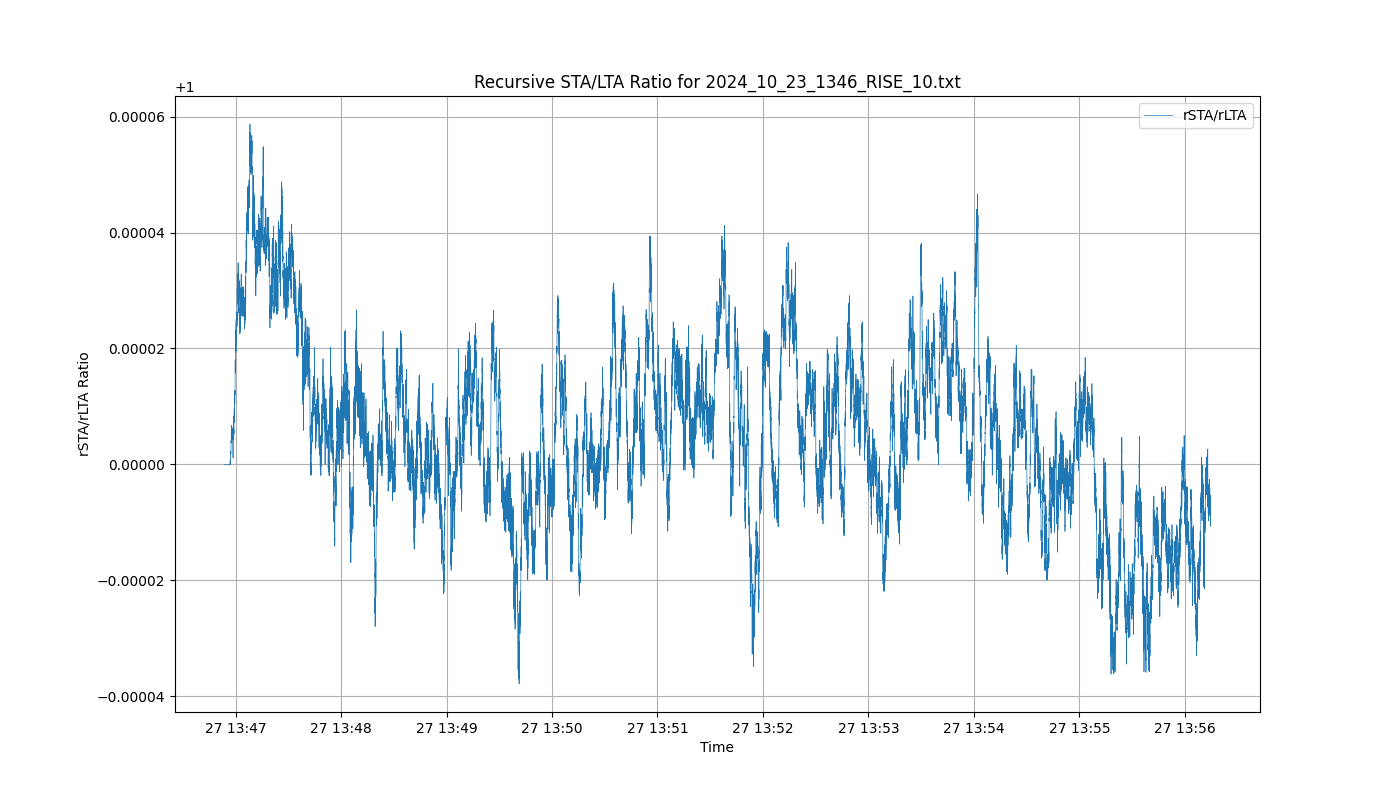 Recursive STA/LTA Ratio for 2024_10_23_1346_RISE_10.txt
+1
rSTA/rLTA
0.00006
0.00004
0.00002
0.00000
−0.00002
−0.00004
rSTA/rLTA Ratio
27 13:47 27 13:48 27 13:49 27 13:50 27 13:51 27 13:52 27 13:53 27 13:54 27 13:55 27 13:56
Time